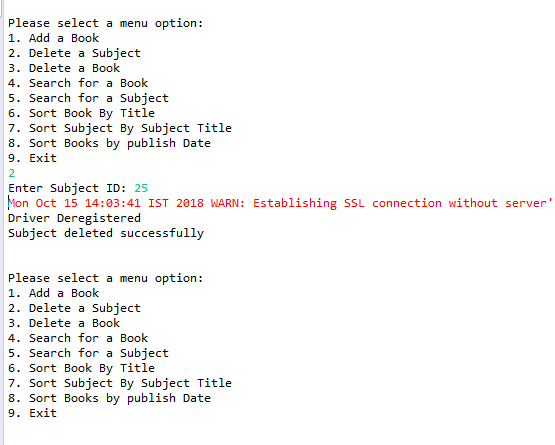 Please select a menu option:
1. Add a Book
2. Delete a Subject
3. Delete a Book
4. Search for a Book
5. Search for a Subject
6. Sort Book By Title
7. Sort Subject By Subject Title
8. Sort Books by publish Date
9. Exit
2
Enter Subject ID: 25
Mon Oct 15 14:03:41 IST 2018 WARN: Establishing SSL connection without server'
Driver Deregistered
Subject deleted successfully
Please select a menu option:
1. Add a Book
2. Delete a Subject
3. Delete a Book
4. Search for a Book
5. Search for a Subject
6. Sort Book By Title
7. Sort Subject By Subject Title
8. Sort Books by publish Date
9. Exit